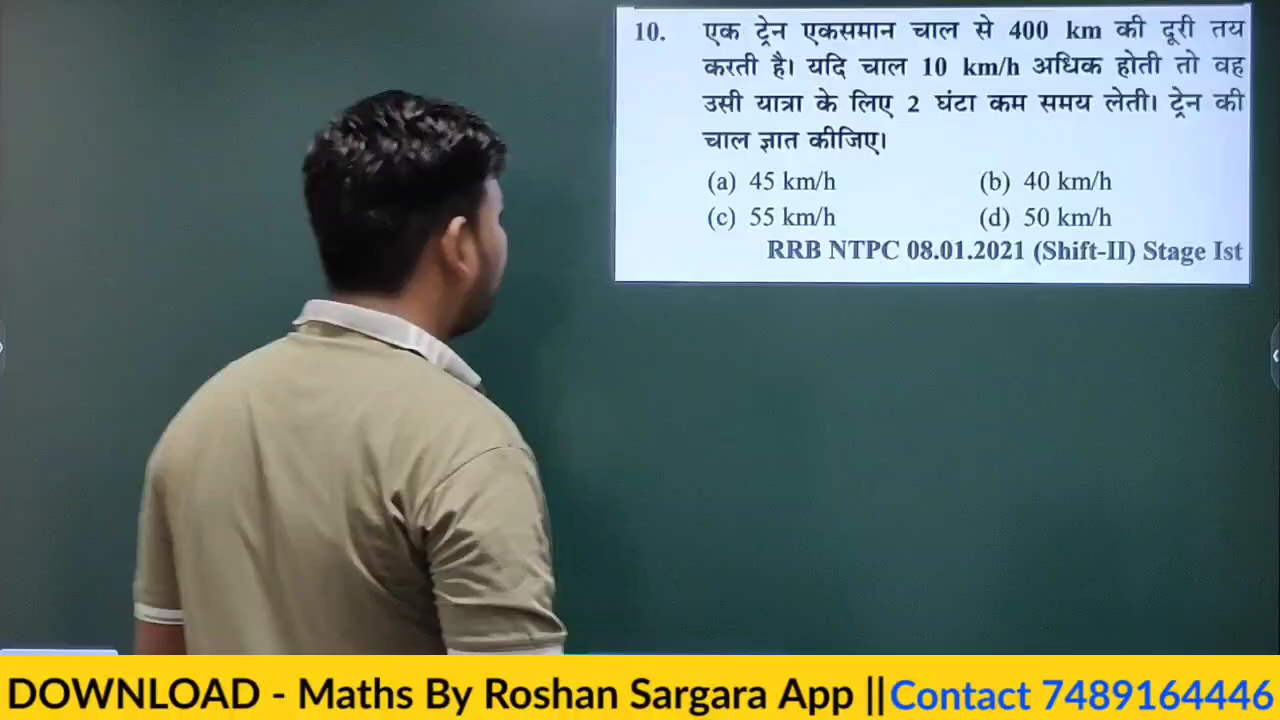 10. एक ट्रेन एकसमान चाल से 400 km की दूरी तय
करती है। यदि चाल 10 km/h अधिक होती तो वह
उसी यात्रा के लिए 2 घंटा कम समय लेती। ट्रेन की
चाल ज्ञात कीजिए।
(a) 45 km/h (b) 40 km/h
(c) 55 km/h (d) 50 km/h
RRB NTPC 08.01.2021 (Shift-II) Stage Ist
DOWNLOAD - Maths By Roshan Sargara App ||Contact 7489164446